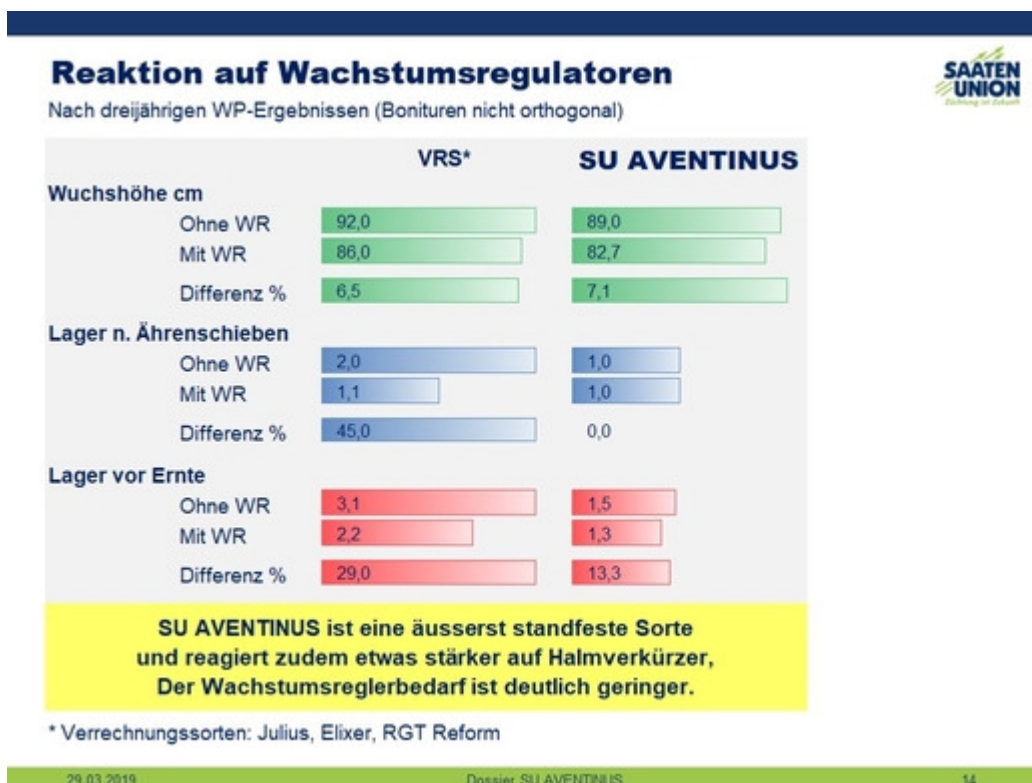 Reaktion auf Wachstumsregulatoren
SAATEN
UNION
Züchtung ist Zukunft
Nach dreijährigen WP-Ergebnissen (Bonituren nicht orthogonal)
VRS* SU AVENTINUS
Wuchshöhe cm
Ohne WR 92,0 89,0
Mit WR 86,0 82,7
Differenz % 6,5 7,1
Lager n. Ährenschieben
Ohne WR 2,0 1,0
Mit WR 1,1 1,0
Differenz % 45,0 0,0
Lager vor Ernte
Ohne WR 3,1 1,5
Mit WR 2,2 1,3
Differenz % 29,0 13,3
SU AVENTINUS ist eine äusserst standfeste Sorte
und reagiert zudem etwas stärker auf Halmverkürzer,
Der Wachstumsreglerbedarf ist deutlich geringer.
* Verrechnungssorten: Julius, Elixer, RGT Reform
29.03.2019 Dossier SU AVENTINUS 14